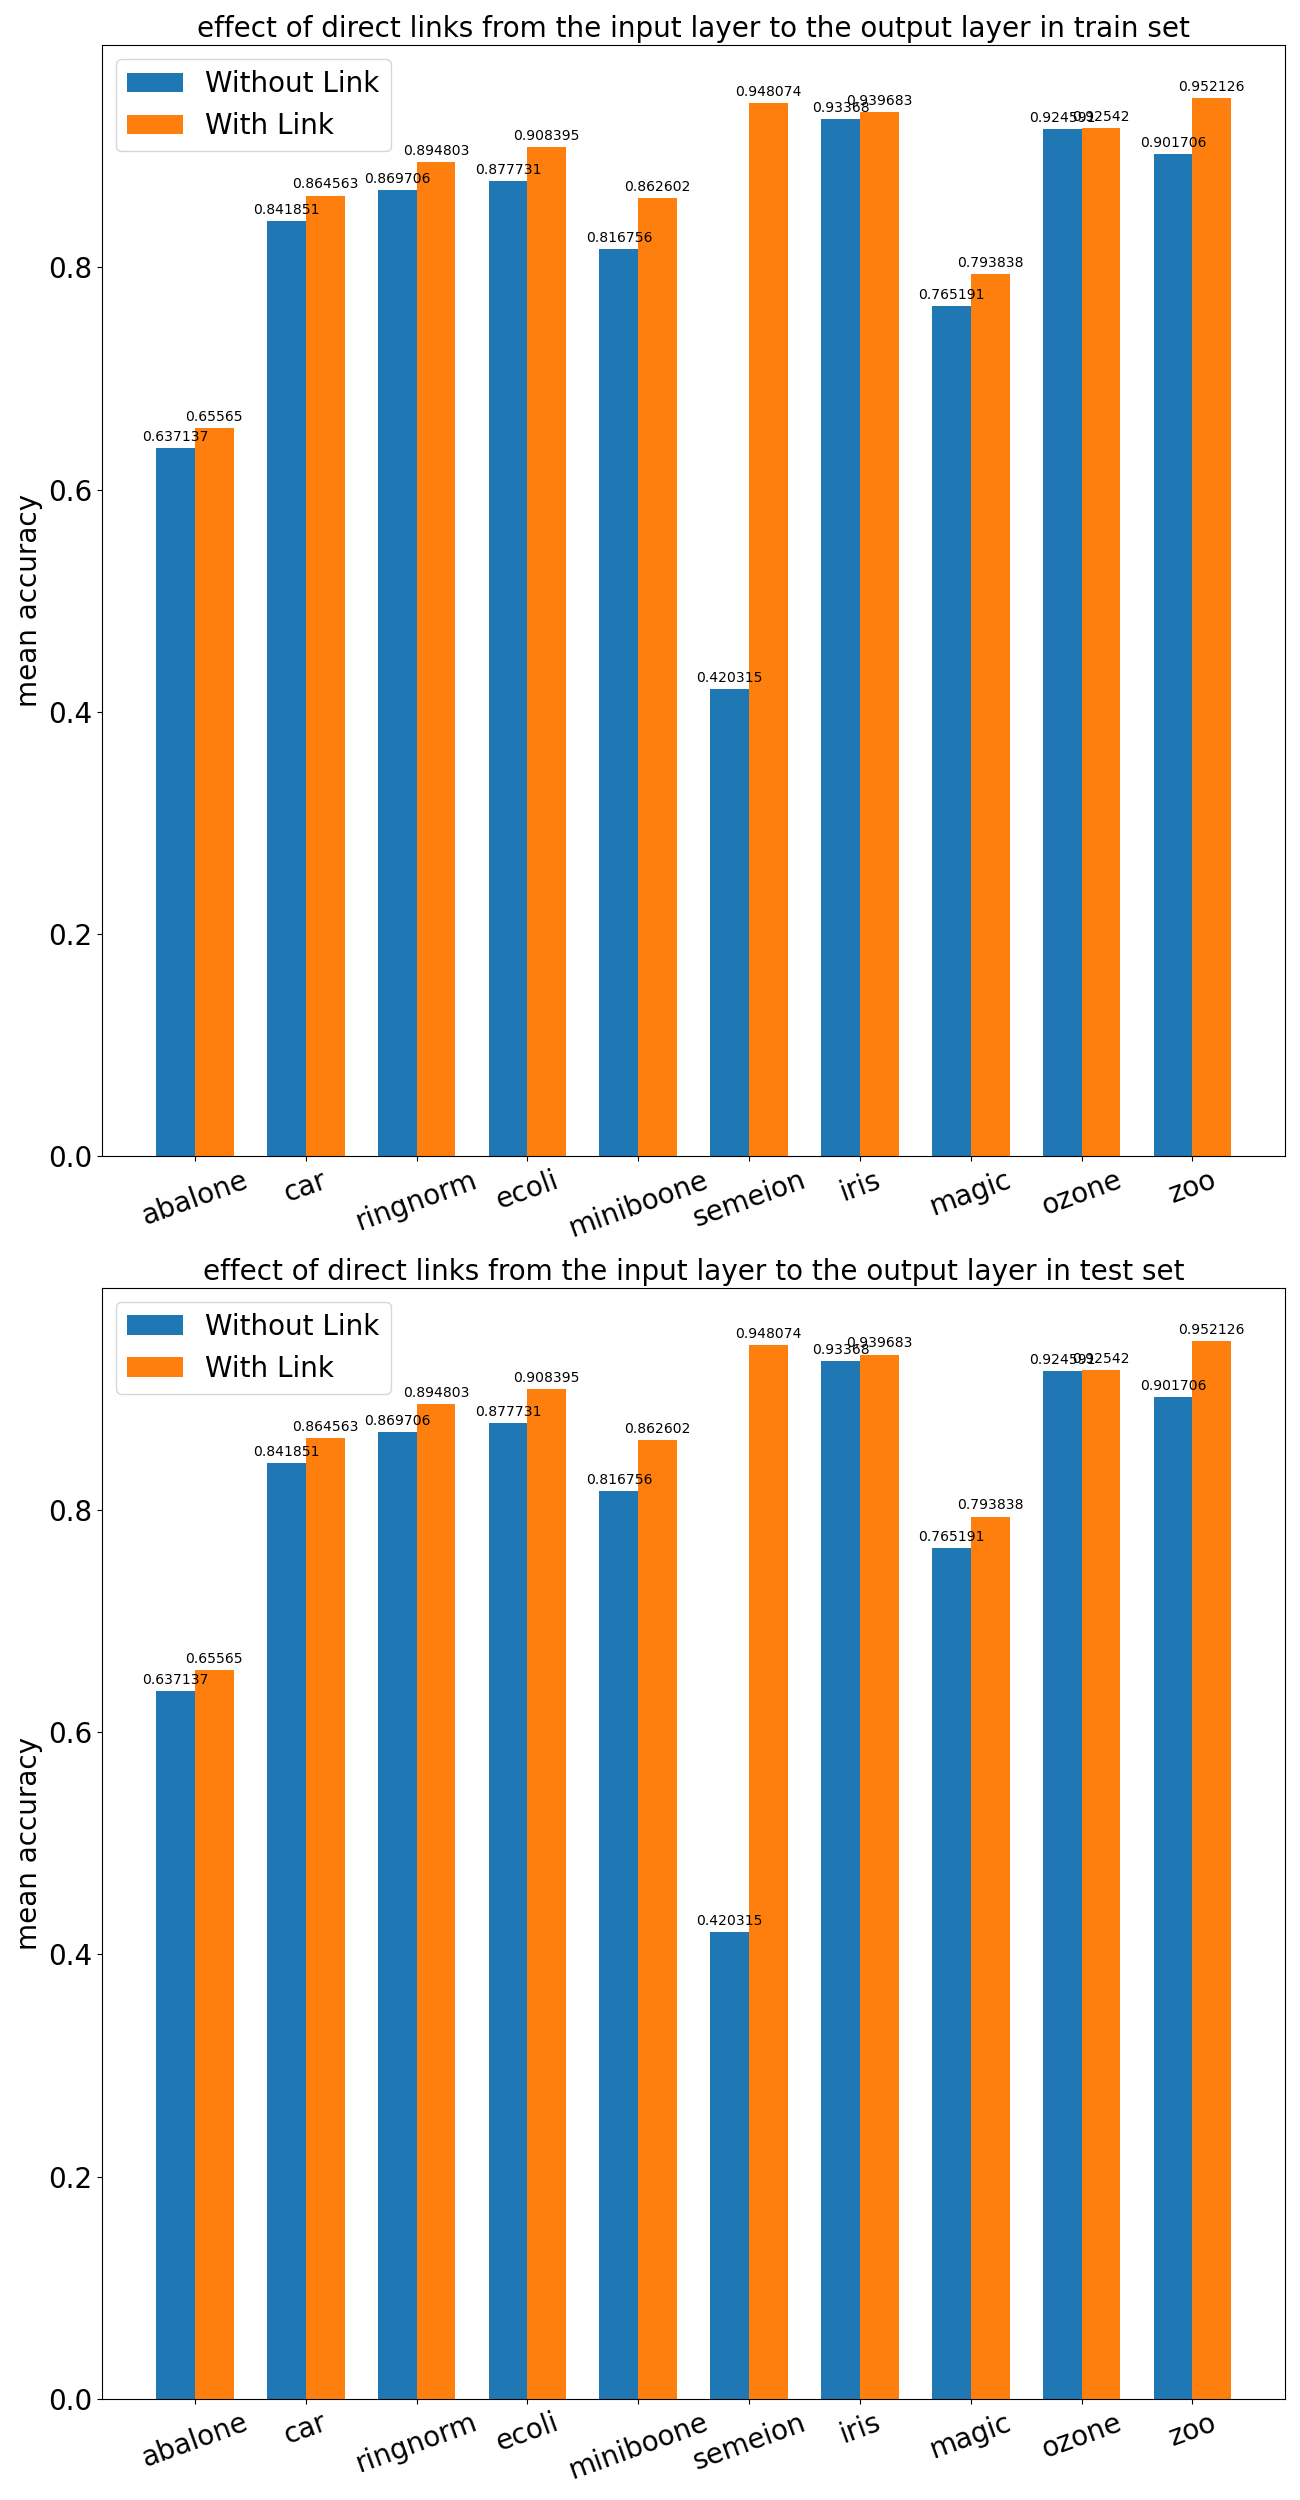 effect of direct links from the input layer to the output layer in train set
Without Link
With Link
mean accuracy
0.8
0.6
0.4
0.2
0.0
0.637137
0.65565
0.841851
0.864563
0.869706
0.894803
0.877731
0.908395
0.816756
0.862602
0.420315
0.948074
0.93368
0.939683
0.765191
0.793838
0.924591
0.92542
0.901706
0.952126
abalone
car
ringnorm
ecoli
miniboone
semeion
iris
magic
ozone
zoo
effect of direct links from the input layer to the output layer in test set
Without Link
With Link
mean accuracy
0.8
0.6
0.4
0.2
0.0
0.637137
0.65565
0.841851
0.864563
0.869706
0.894803
0.877731
0.908395
0.816756
0.862602
0.420315
0.948074
0.93368
0.939683
0.765191
0.793838
0.924591
0.92542
0.901706
0.952126
abalone
car
ringnorm
ecoli
miniboone
semeion
iris
magic
ozone
zoo